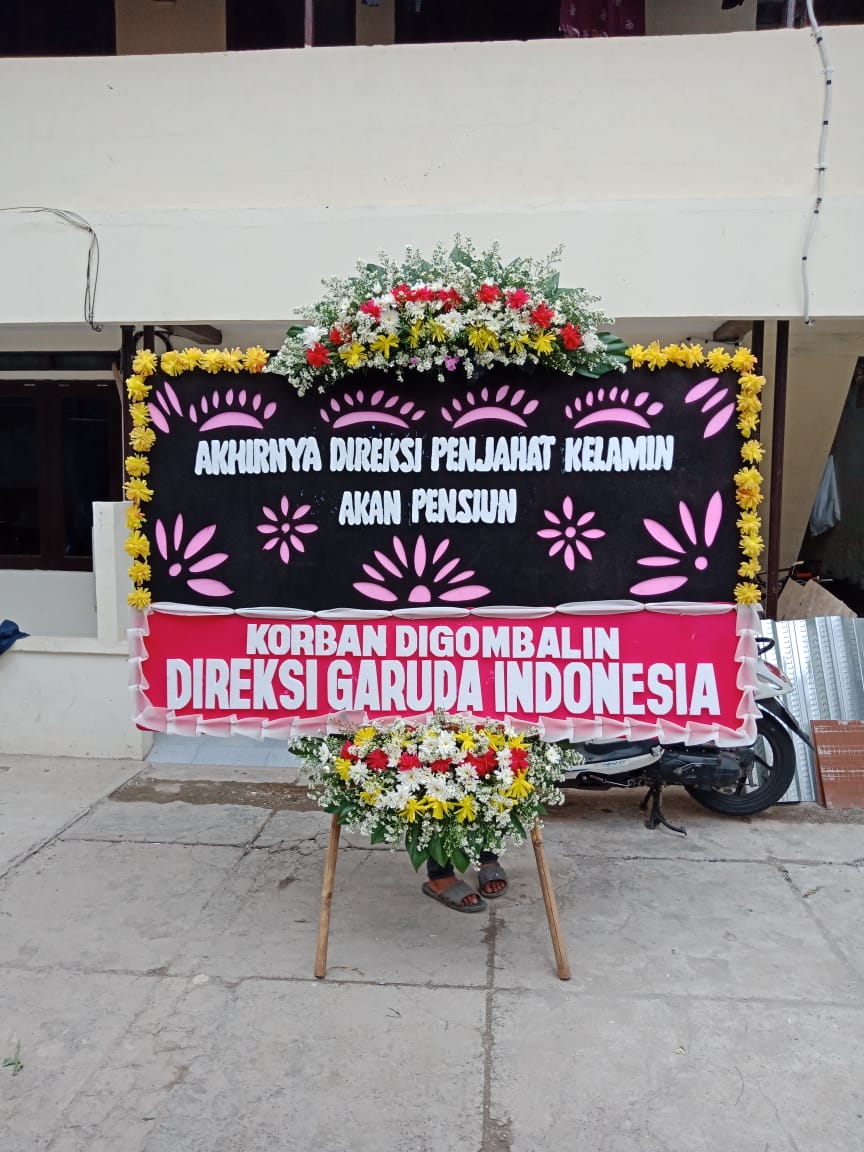 AKHIRNYA DIREKSI PENJAHAT KELAMIN
AKAN PENSIUN
KORBAN DIGOMBALIN
DIREKSI GARUDA INDONESIA